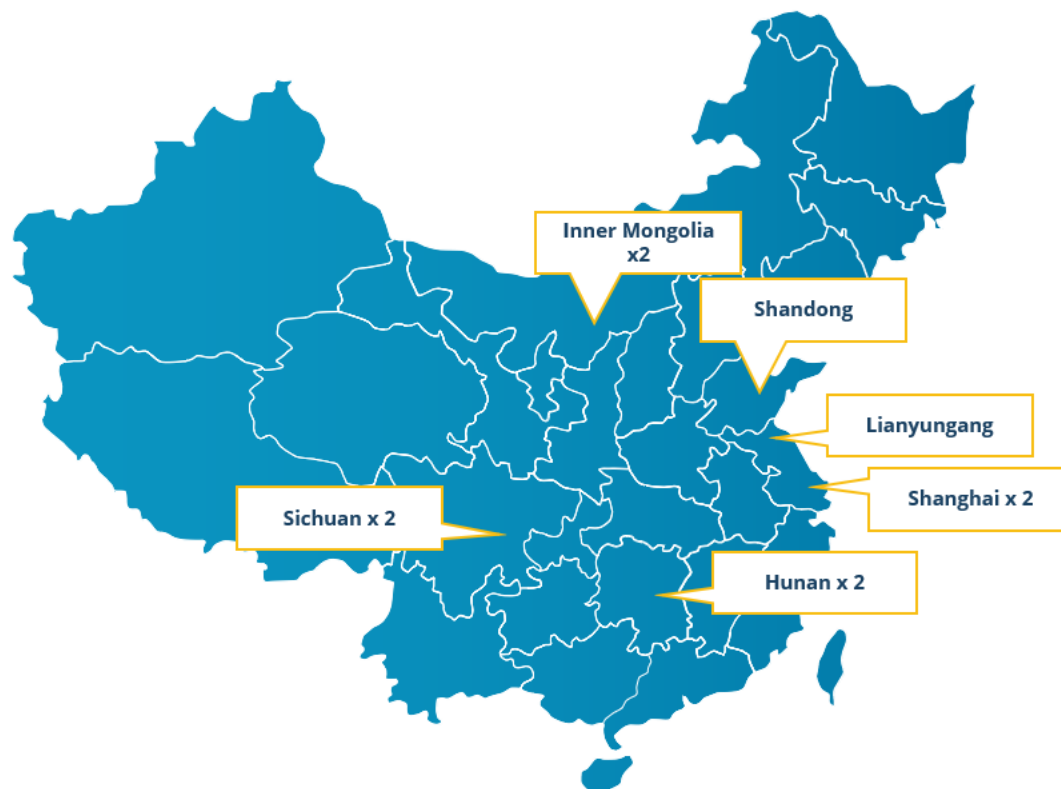 Inner Mongolia
x2
Shandong
Lianyungang
Shanghai x 2
Sichuan x 2
Hunan x 2